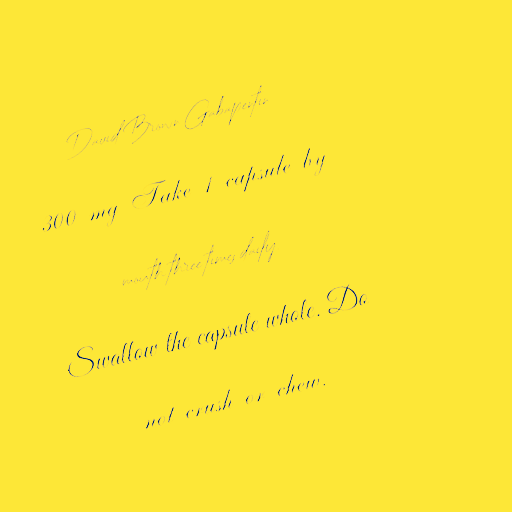 David Brown Gabapentin
300 mg Take 1 capsule by
mouth three times daily
Swallow the capsule whole. Do
not crush or chew.